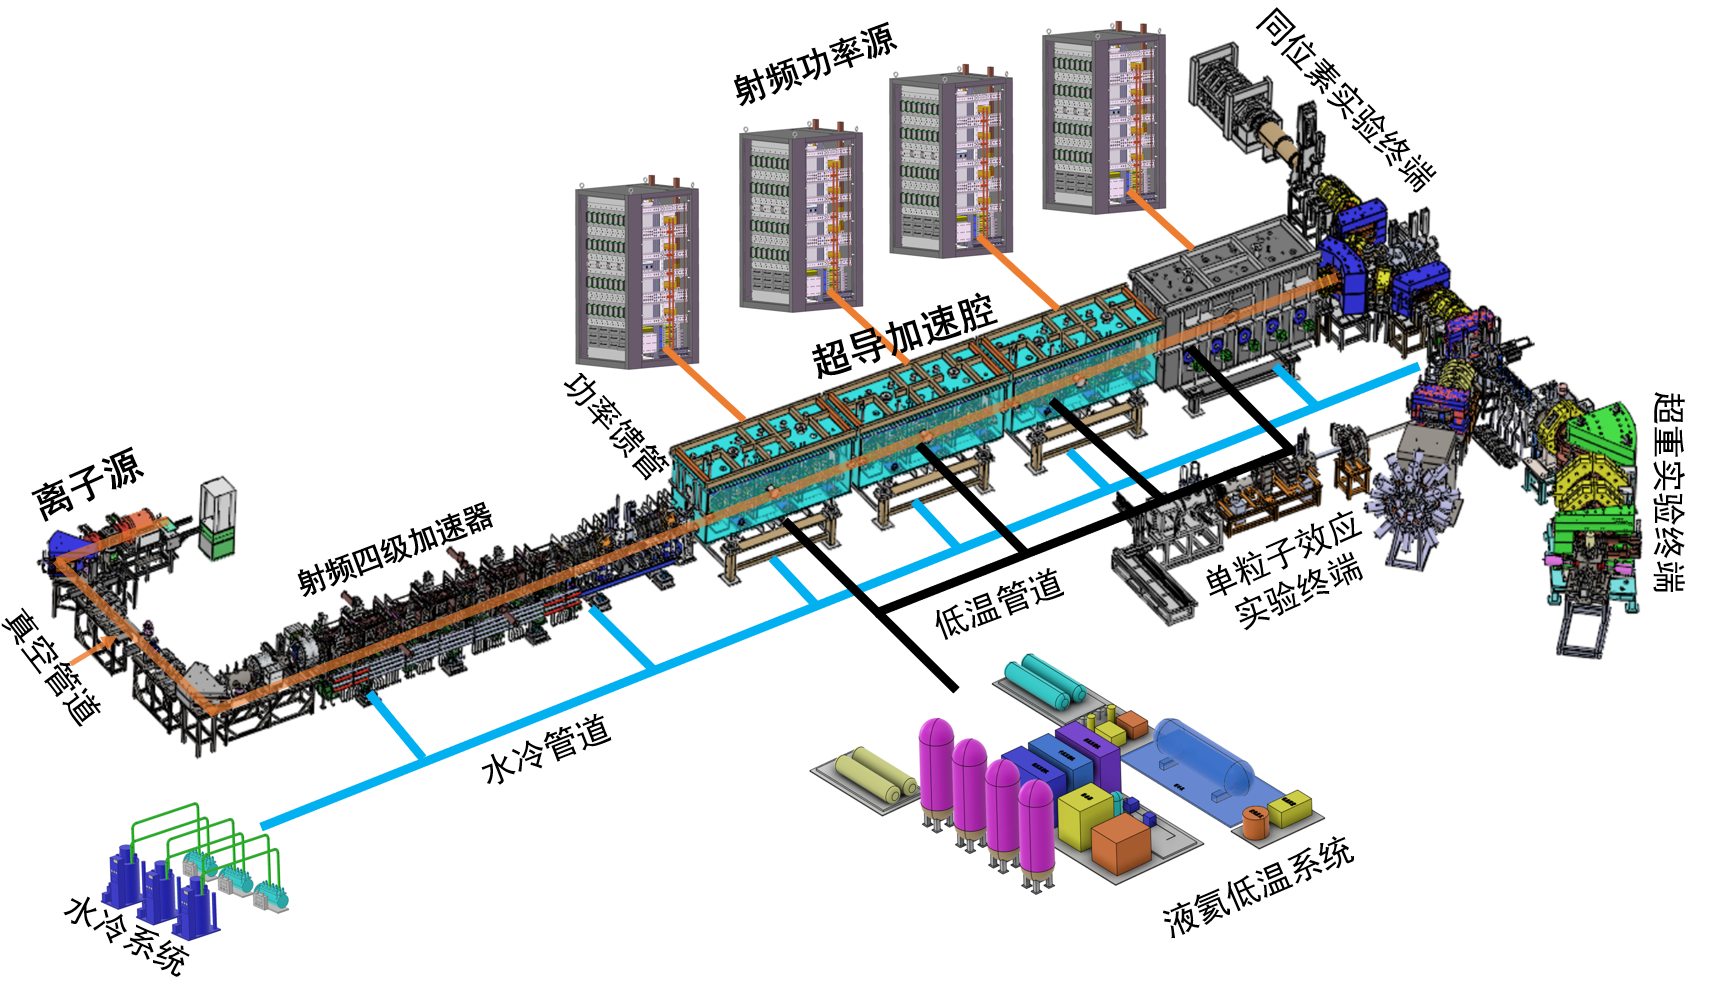 同位素实验终端
射频功率源
超导加速腔
功率馈管
离子源
射频四级加速器
真空管道
超重实验终端
单粒子效应
实验终端
低温管道
水冷管道
水冷系统
液氦低温系统